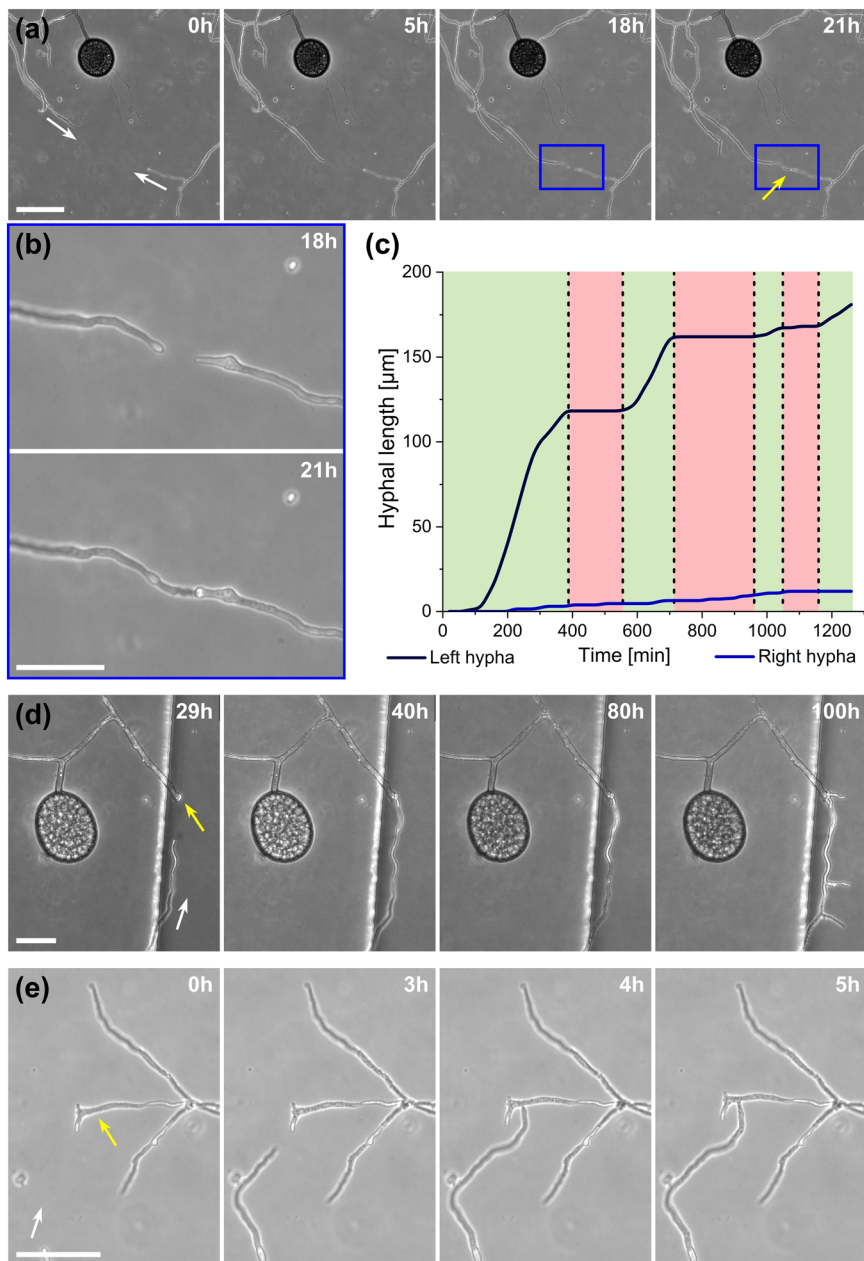 (a) 0h 5h 18h 21h
(b) 18h
21h
(c)
200
150
100
50
0
Hyphal length [µm]
0 200 400 600 800 1000 1200
Left hypha Time [min] Right hypha
(d) 29h 40h 80h 100h
(e) 0h 3h 4h 5h